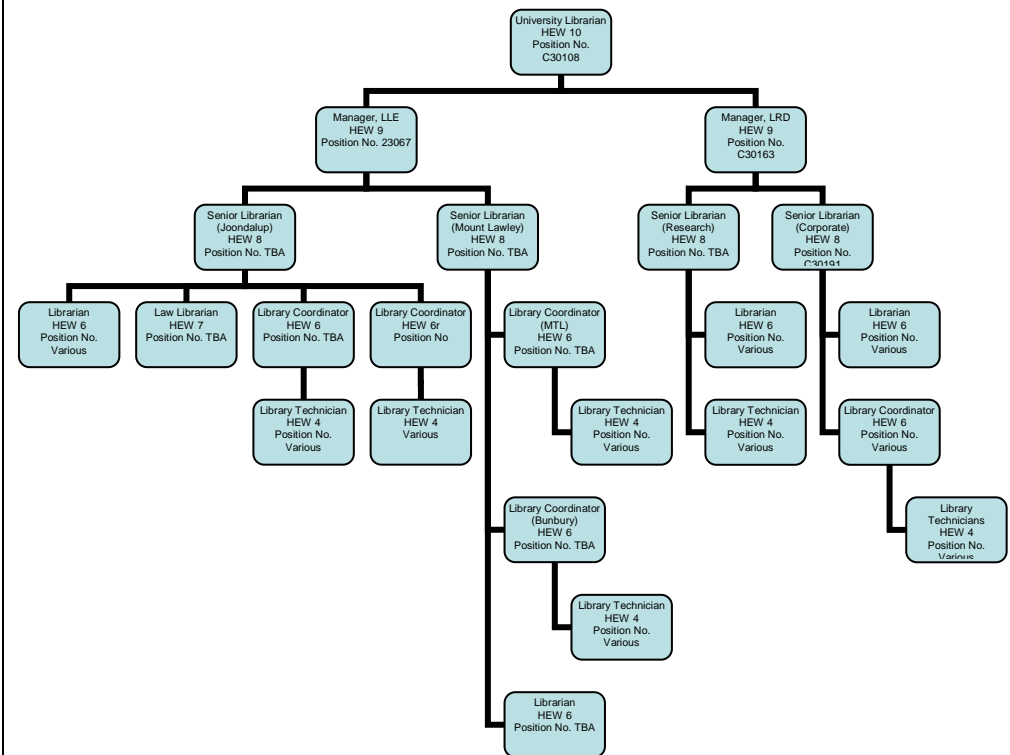 University Librarian
HEW 10
Position No.
C30108
Manager, LLE
HEW 9
Position No. 23067
Manager, LRD
HEW 9
Position No.
C30163
Senior Librarian
(Joondalup)
HEW 8
Position No. TBA
Senior Librarian
(Mount Lawley)
HEW 8
Position No. TBA
Senior Librarian
(Research)
HEW 8
Position No. TBA
Senior Librarian
(Corporate)
HEW 8
Position No.
C30191
Librarian
HEW 6
Position No.
Various
Law Librarian
HEW 7
Position No. TBA
Library Coordinator
HEW 6
Position No. TBA
Library Coordinator
HEW 6r
Position No
Library Coordinator
(MTL)
HEW 6
Position No. TBA
Librarian
HEW 6
Position No.
Various
Librarian
HEW 6
Position No.
Various
Library Technician
HEW 4
Position No.
Various
Library Technician
HEW 4
Various
Library Technician
HEW 4
Position No.
Various
Library Technician
HEW 4
Position No.
Various
Library Coordinator
HEW 6
Position No.
Various
Library Coordinator
(Bunbury)
HEW 6
Position No. TBA
Library
Technicians
HEW 4
Position No.
Various
Library Technician
HEW 4
Position No.
Various
Librarian
HEW 6
Position No. TBA